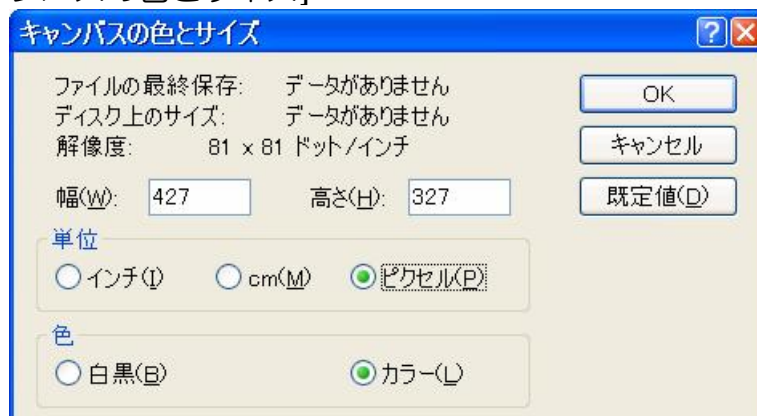 キャンバスの色とサイズ
ファイルの最終保存: データがありません
ディスク上のサイズ: データがありません
解像度: 81 x 81 ドット/インチ
幅(W): 427 高さ(H): 327
単位
インチ(I) cm(M) ピクセル(P)
色
白黒(B) カラー(L)
OK
キャンセル
既定値(D)